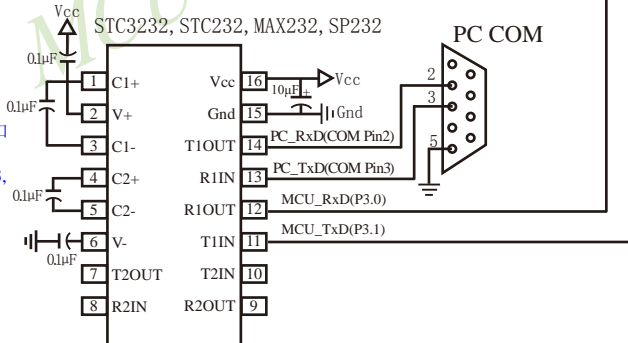 MCU
Vcc
STC3232, STC232, MAX232, SP232
PC COM
0.1μF
1 C1+ Vcc 16 Vcc
0.1μF
10μF +
2 V+ Gnd 15 Gnd
3 C1- T1OUT 14 PC_RxD(COM Pin2)
4 C2+ R1IN 13 PC_TxD(COM Pin3)
0.1μF
5 C2- R1OUT 12 MCU_RxD(P3.0)
6 V- T1IN 11 MCU_TxD(P3.1)
0.1μF
7 T2OUT T2IN 10
8 R2IN R2OUT 9
2
3
5